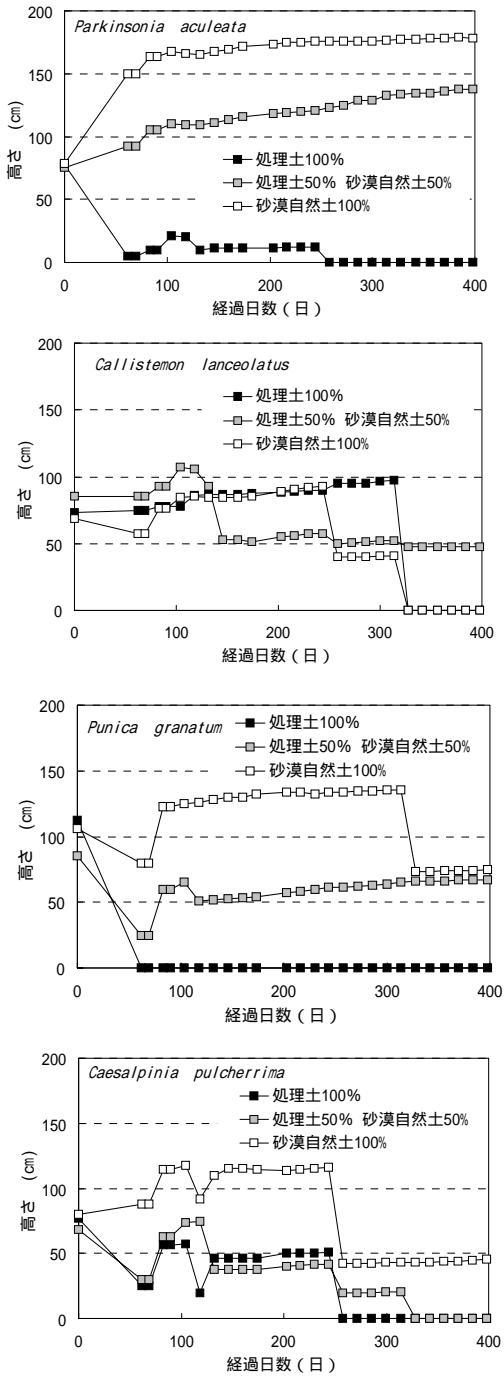 Parkinsonia aculeata
200
150
100
50
0
高さ (cm)
処理土100%
処理土50% 砂漠自然土50%
砂漠自然土100%
0 100 200 300 400
経過日数(日)
Callistemon lanceolatus
200
150
100
50
0
高さ (cm)
処理土100%
処理土50% 砂漠自然土50%
砂漠自然土100%
0 100 200 300 400
経過日数(日)
Punica granatum
200
150
100
50
0
高さ (cm)
処理土100%
処理土50% 砂漠自然土50%
砂漠自然土100%
0 100 200 300 400
経過日数(日)
Caesalpinia pulcherrima
200
150
100
50
0
高さ (cm)
処理土100%
処理土50% 砂漠自然土50%
砂漠自然土100%
0 100 200 300 400
経過日数(日)